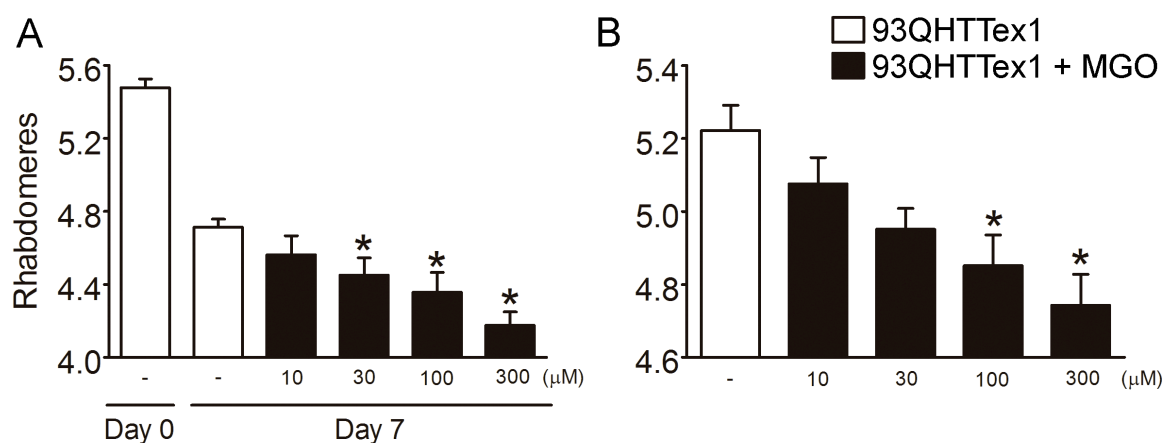 A
Rhabdomeres
5.6
5.2
4.8
4.4
4.0
* * *
- - 10 30 100 300 (μM)
Day 0 Day 7
B
93QHTTex1
93QHTTex1 + MGO
5.4
5.2
5.0
4.8
4.6
* *
- 10 30 100 300 (μM)